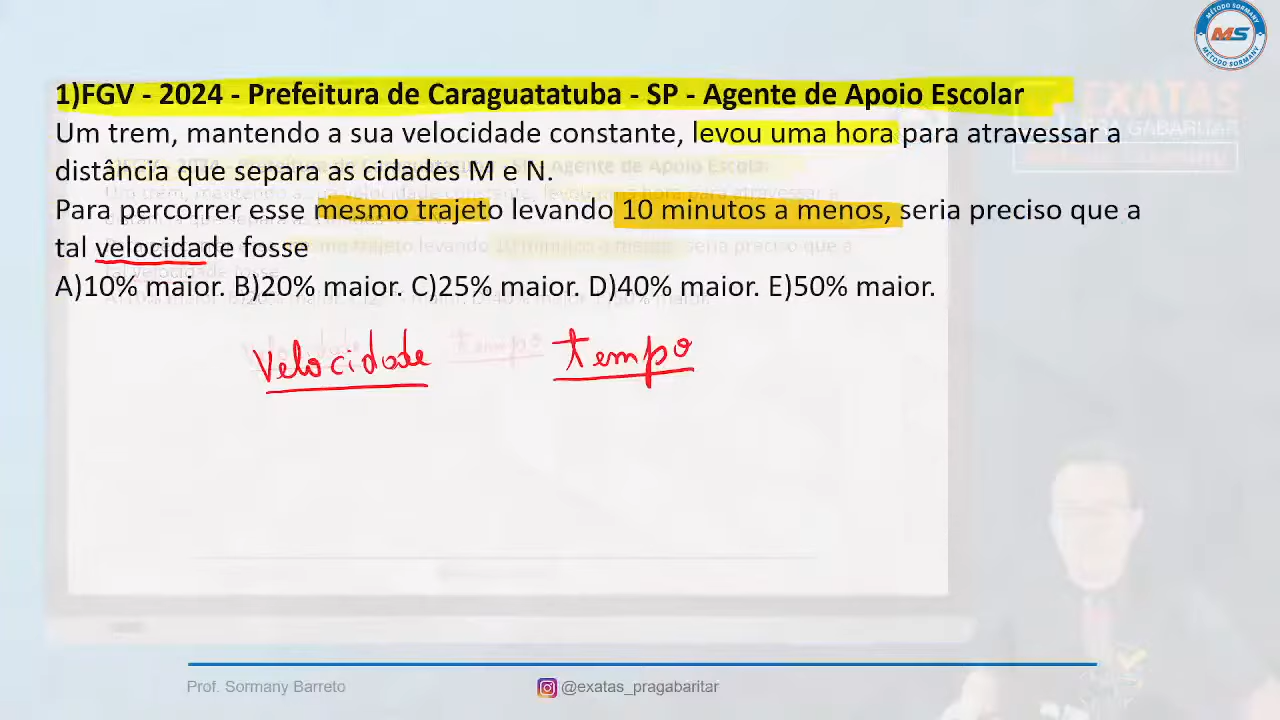 MÉTODO SORMANY
MS
MÉTODO SORMANY
1)FGV - 2024 - Prefeitura de Caraguatatuba - SP - Agente de Apoio Escolar
Um trem, mantendo a sua velocidade constante, levou uma hora para atravessar a
distância que separa as cidades M e N.
Para percorrer esse mesmo trajeto levando 10 minutos a menos, seria preciso que a
tal velocidade fosse
A)10% maior. B)20% maior. C)25% maior. D)40% maior. E)50% maior.
Velocidade tempo
EXATAS
PRA GABARITAR
Prof. Sormany Barreto
@exatas_pragabaritar